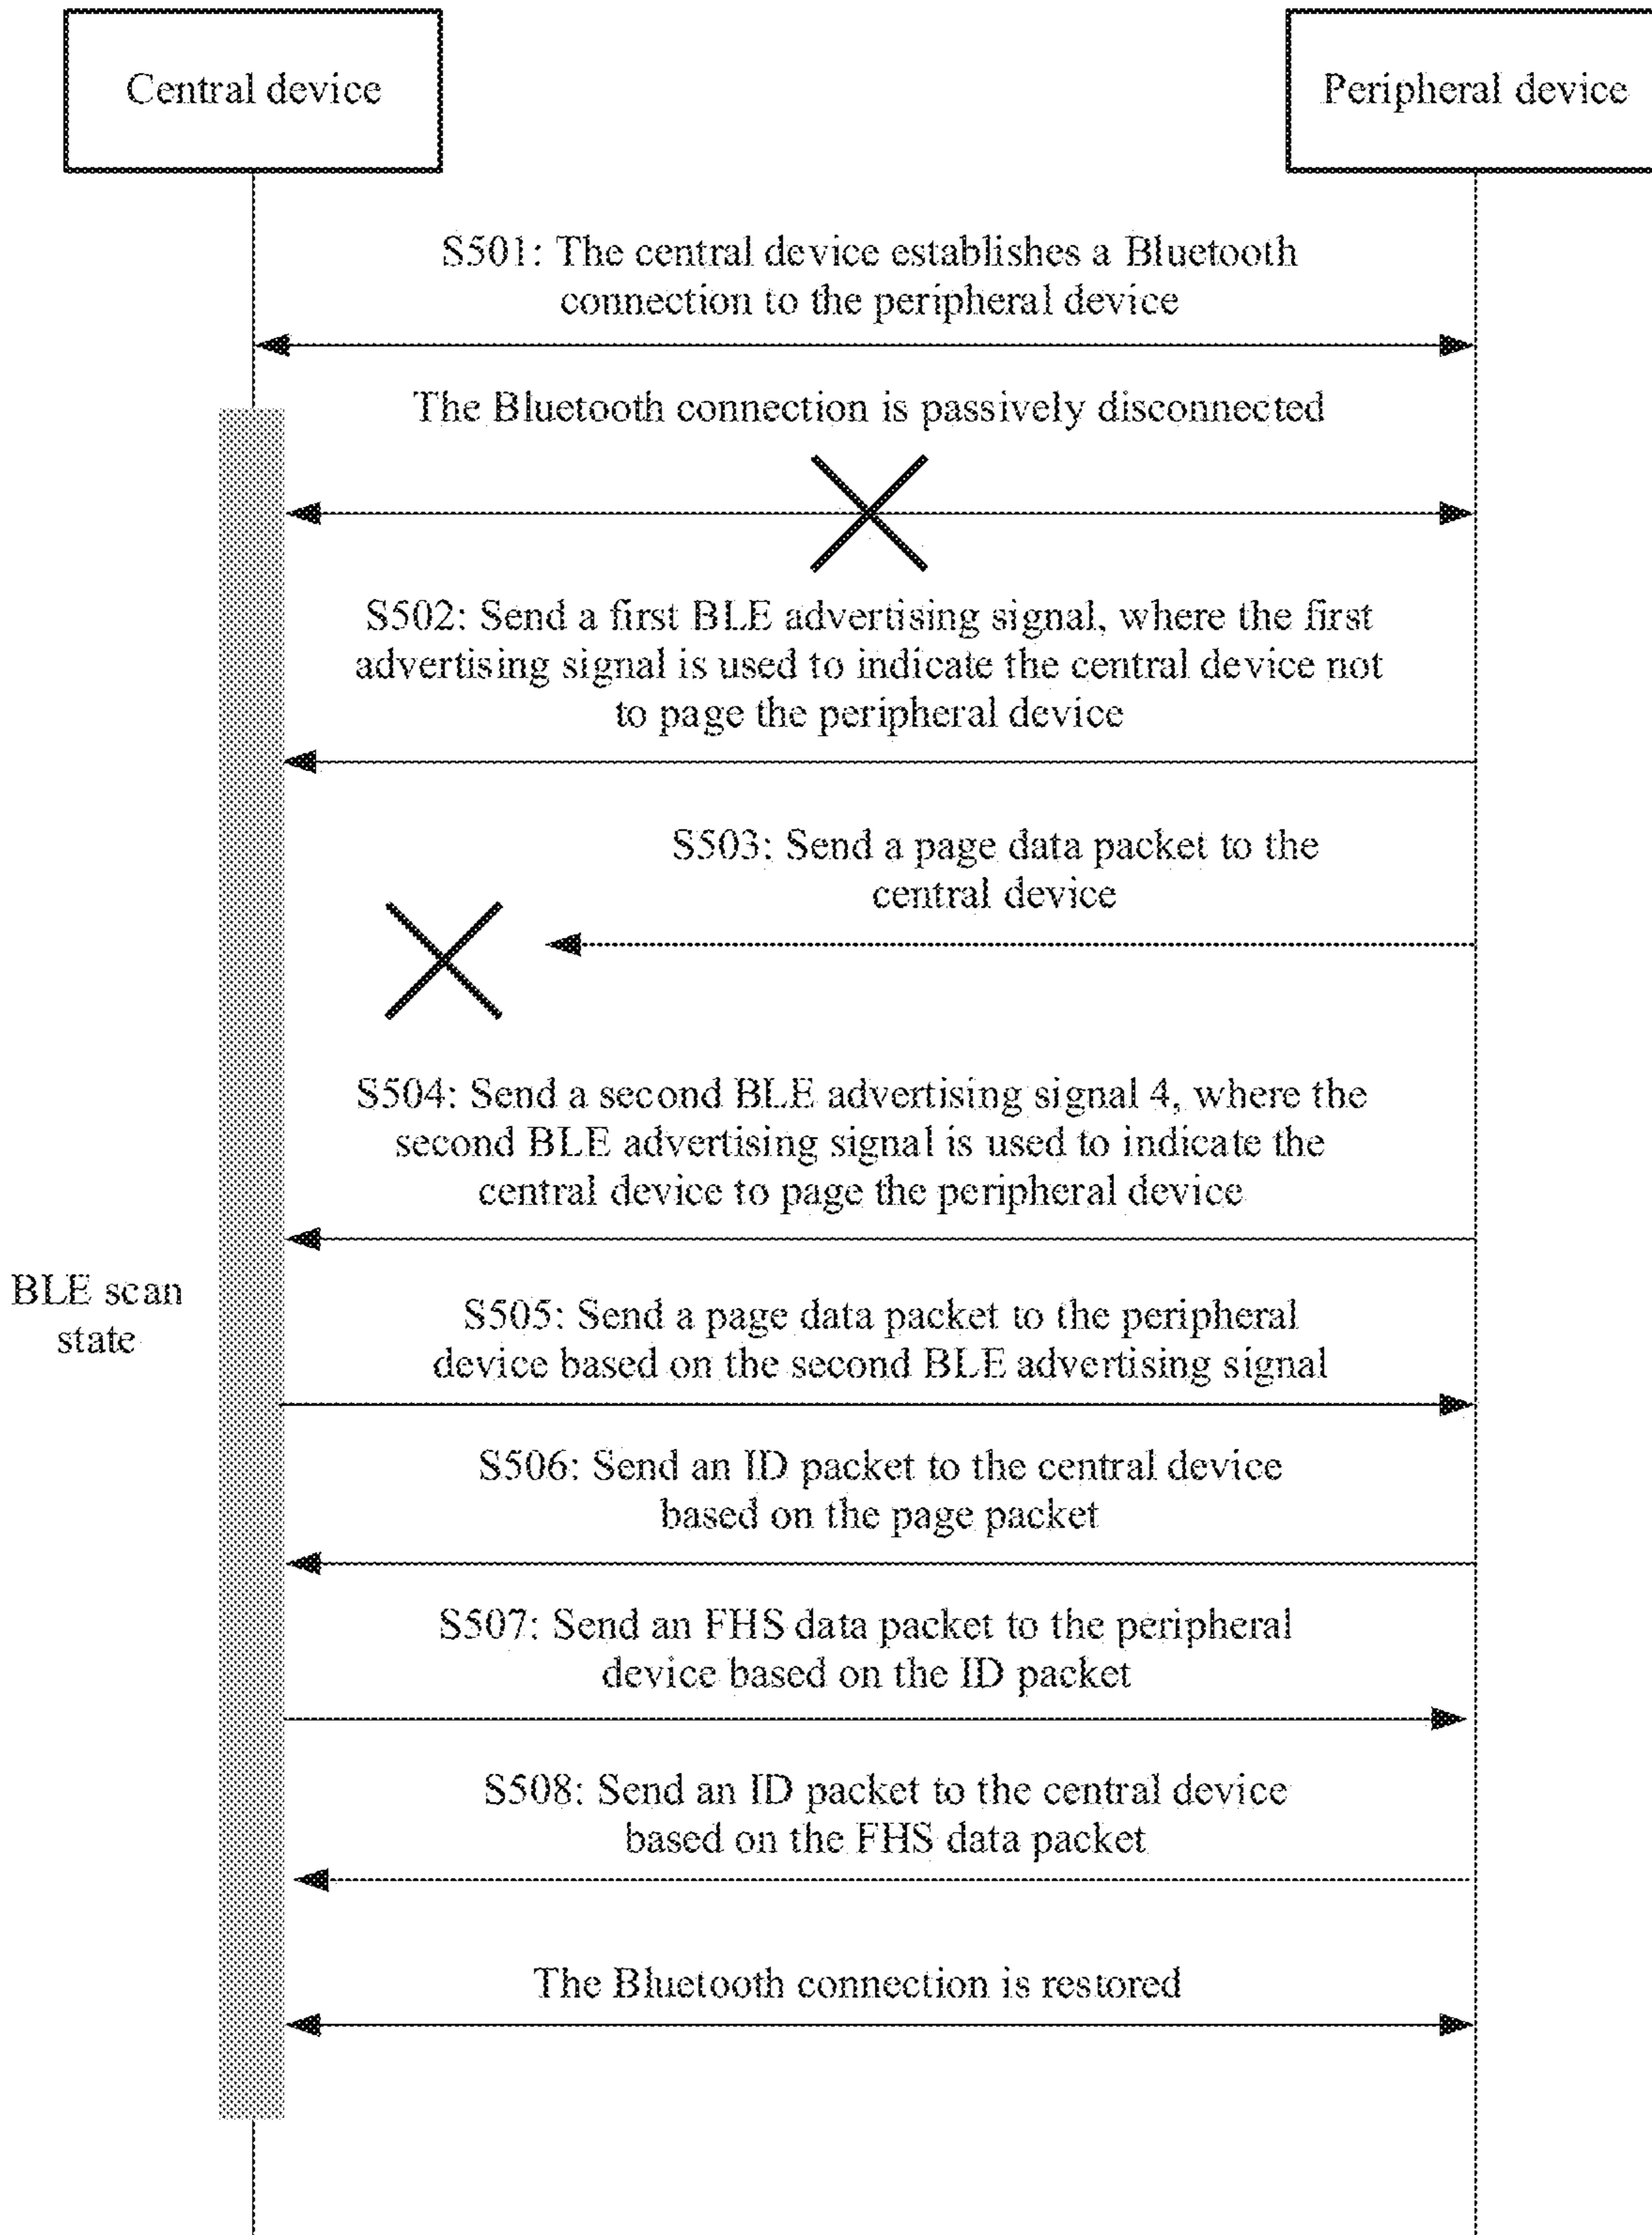 Central device
Peripheral device
S501: The central device establishes a Bluetooth
connection to the peripheral device
The Bluetooth connection is passively disconnected
S502: Send a first BLE advertising signal, where the first
advertising signal is used to indicate the central device not
to page the peripheral device
S503: Send a page data packet to the
central device
S504: Send a second BLE advertising signal 4, where the
second BLE advertising signal is used to indicate the
central device to page the peripheral device
BLE scan
state
S505: Send a page data packet to the peripheral
device based on the second BLE advertising signal
S506: Send an ID packet to the central device
based on the page packet
S507: Send an FHS data packet to the peripheral
device based on the ID packet
S508: Send an ID packet to the central device
based on the FHS data packet
The Bluetooth connection is restored